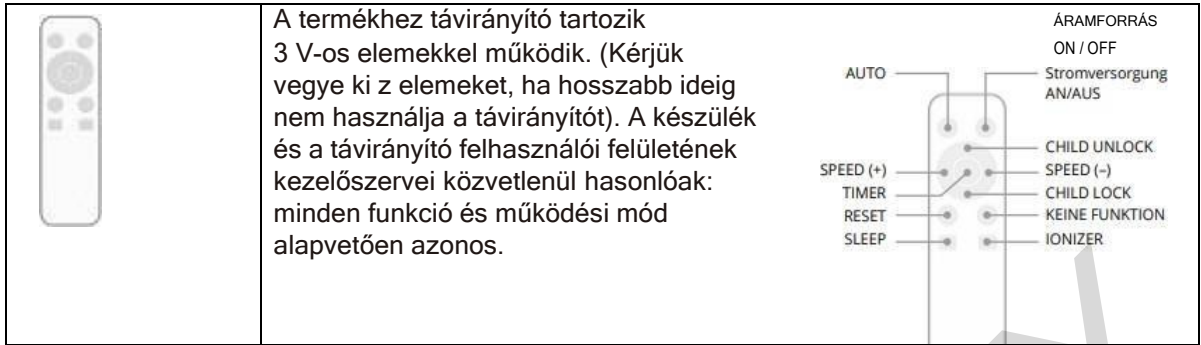 A termékhez távirányító tartozik
3 V-os elemekkel működik. (Kérjük
vegye ki z elemeket, ha hosszabb ideig
nem használja a távirányítót). A készülék
és a távirányító felhasználói felületének
kezelőszervei közvetlenül hasonlóak:
minden funkció és működési mód
alapvetően azonos.
ÁRAMFORRÁS
ON / OFF
AUTO
Stromversorgung
AN/AUS
CHILD UNLOCK
SPEED (+)
SPEED (–)
TIMER
CHILD LOCK
RESET
KEINE FUNKTION
SLEEP
IONIZER